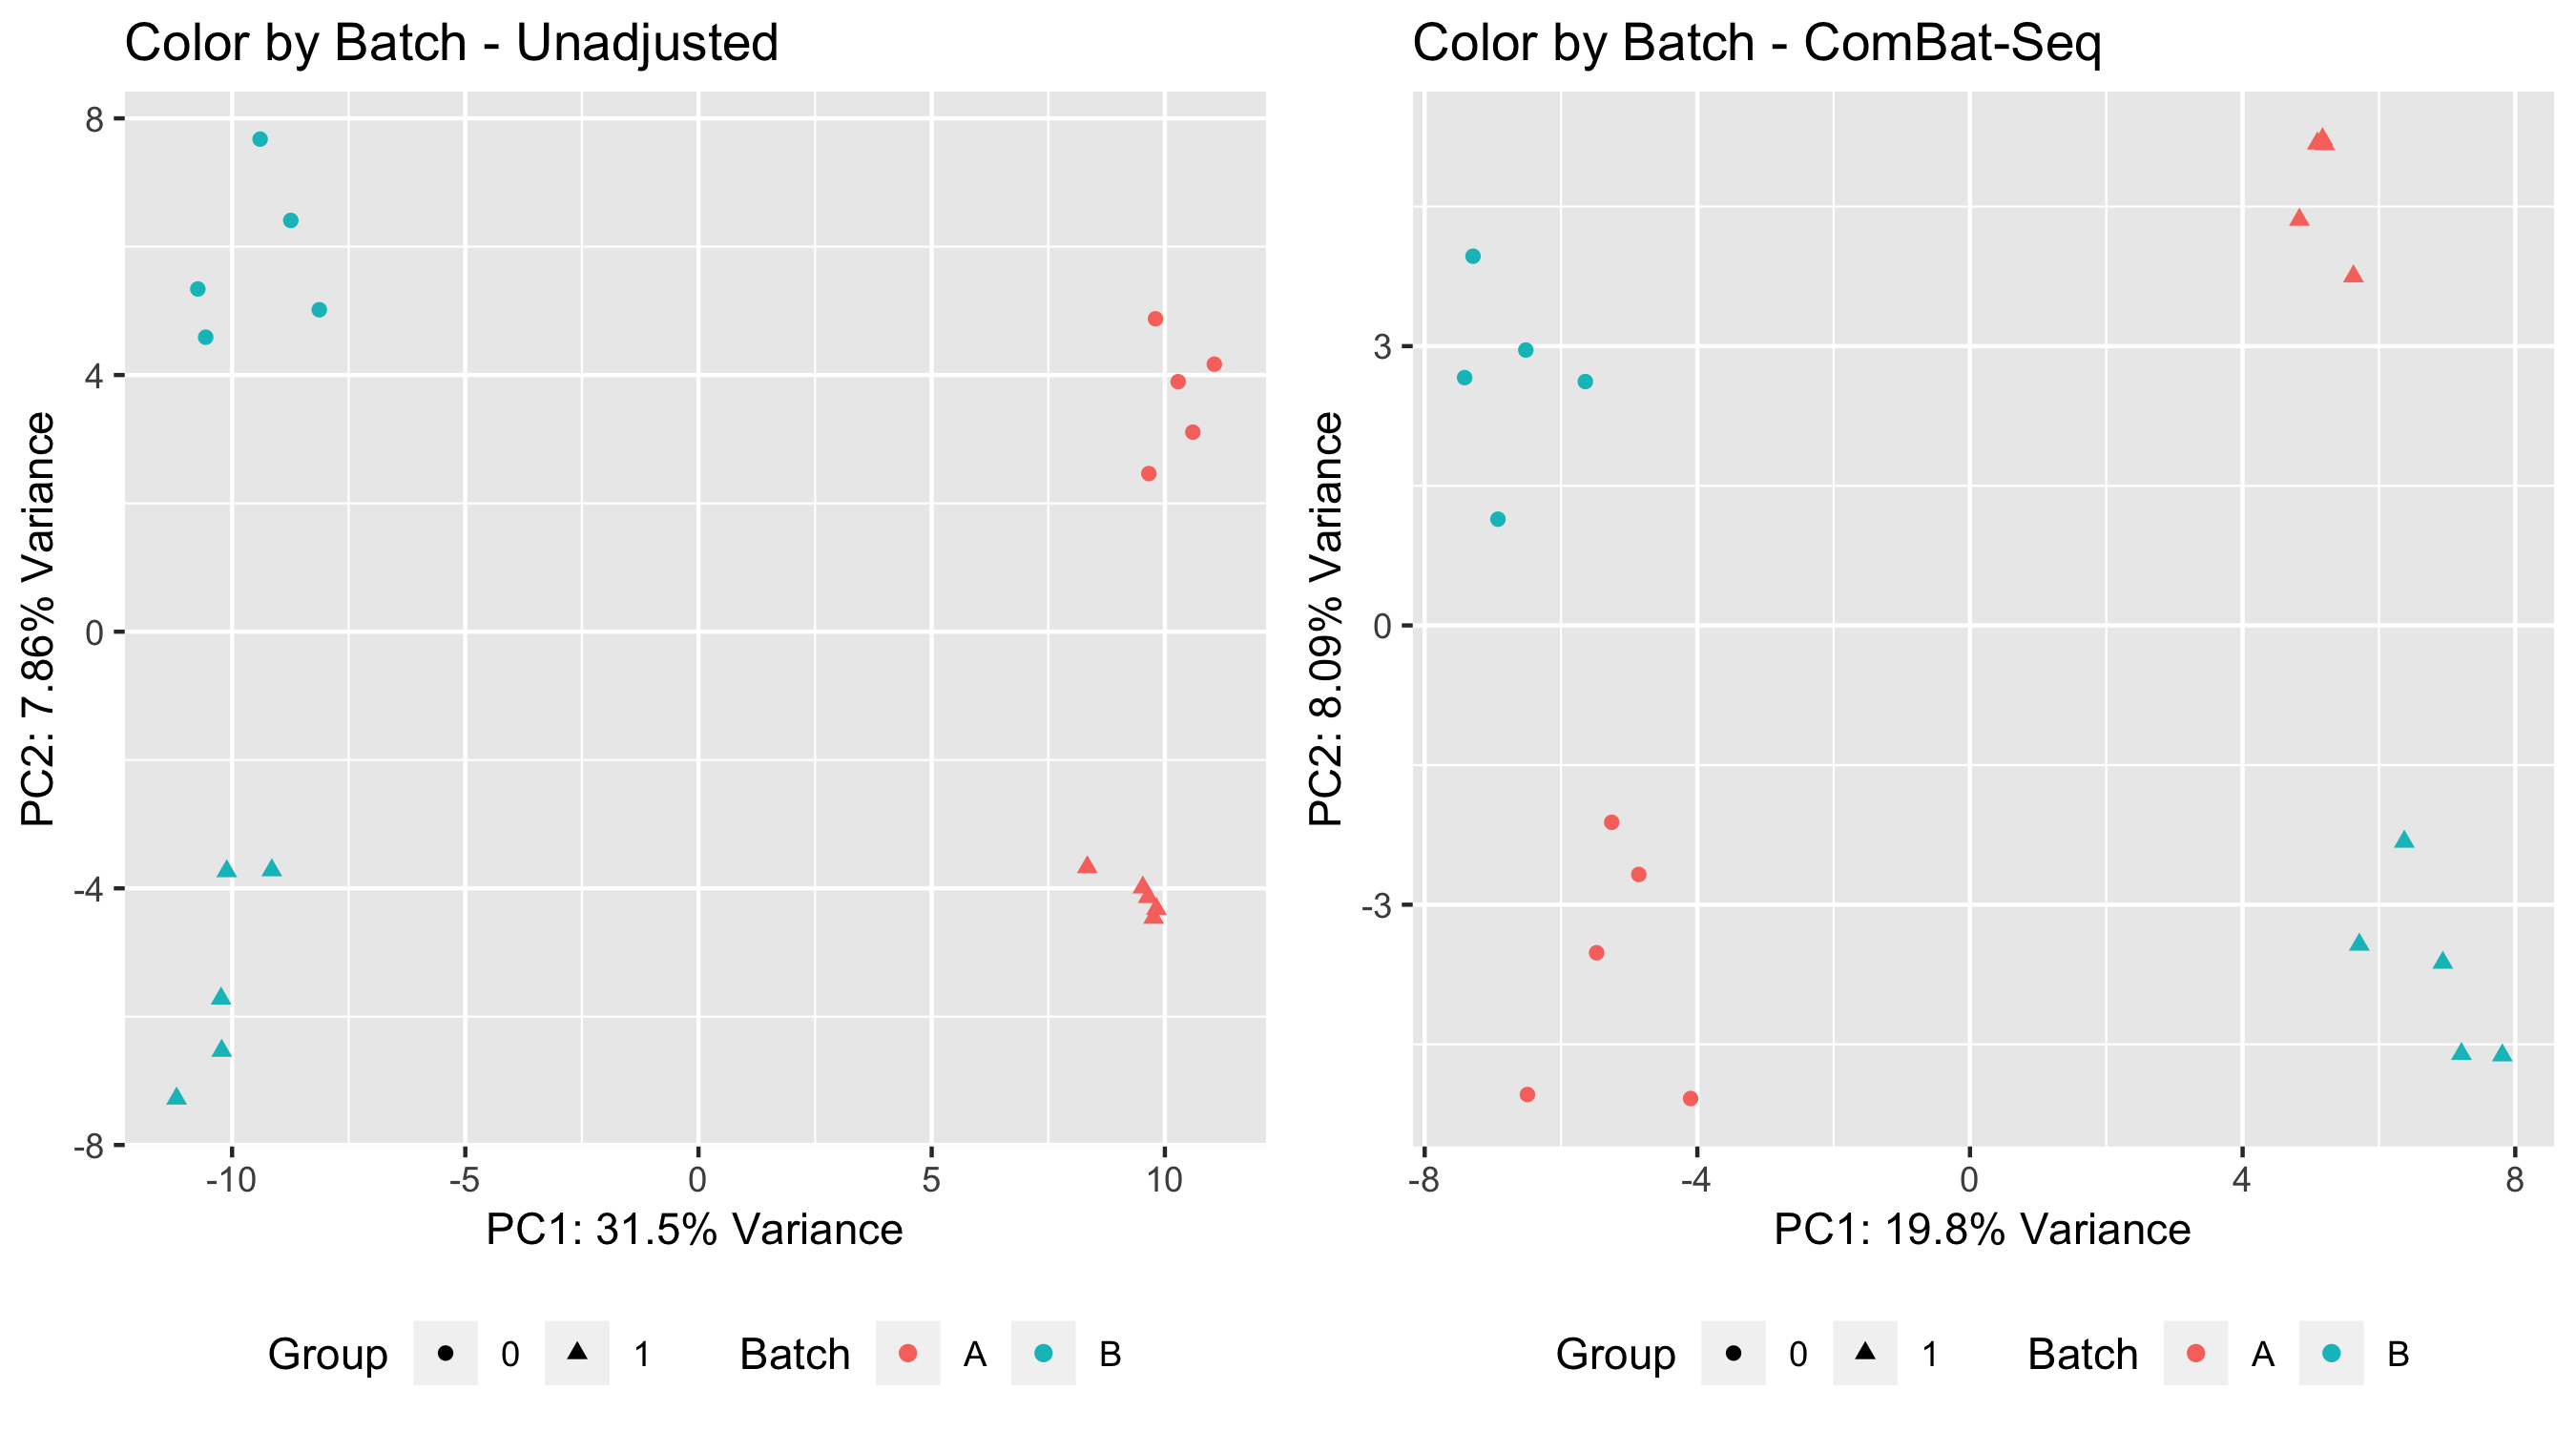 Color by Batch - Unadjusted
8
4
0
-4
-8
PC2: 7.86% Variance
-10 -5 0 5 10
PC1: 31.5% Variance
Group 0 1 Batch A B
Color by Batch - ComBat-Seq
3
0
-3
PC2: 8.09% Variance
-8 -4 0 4 8
PC1: 19.8% Variance
Group 0 1 Batch A B